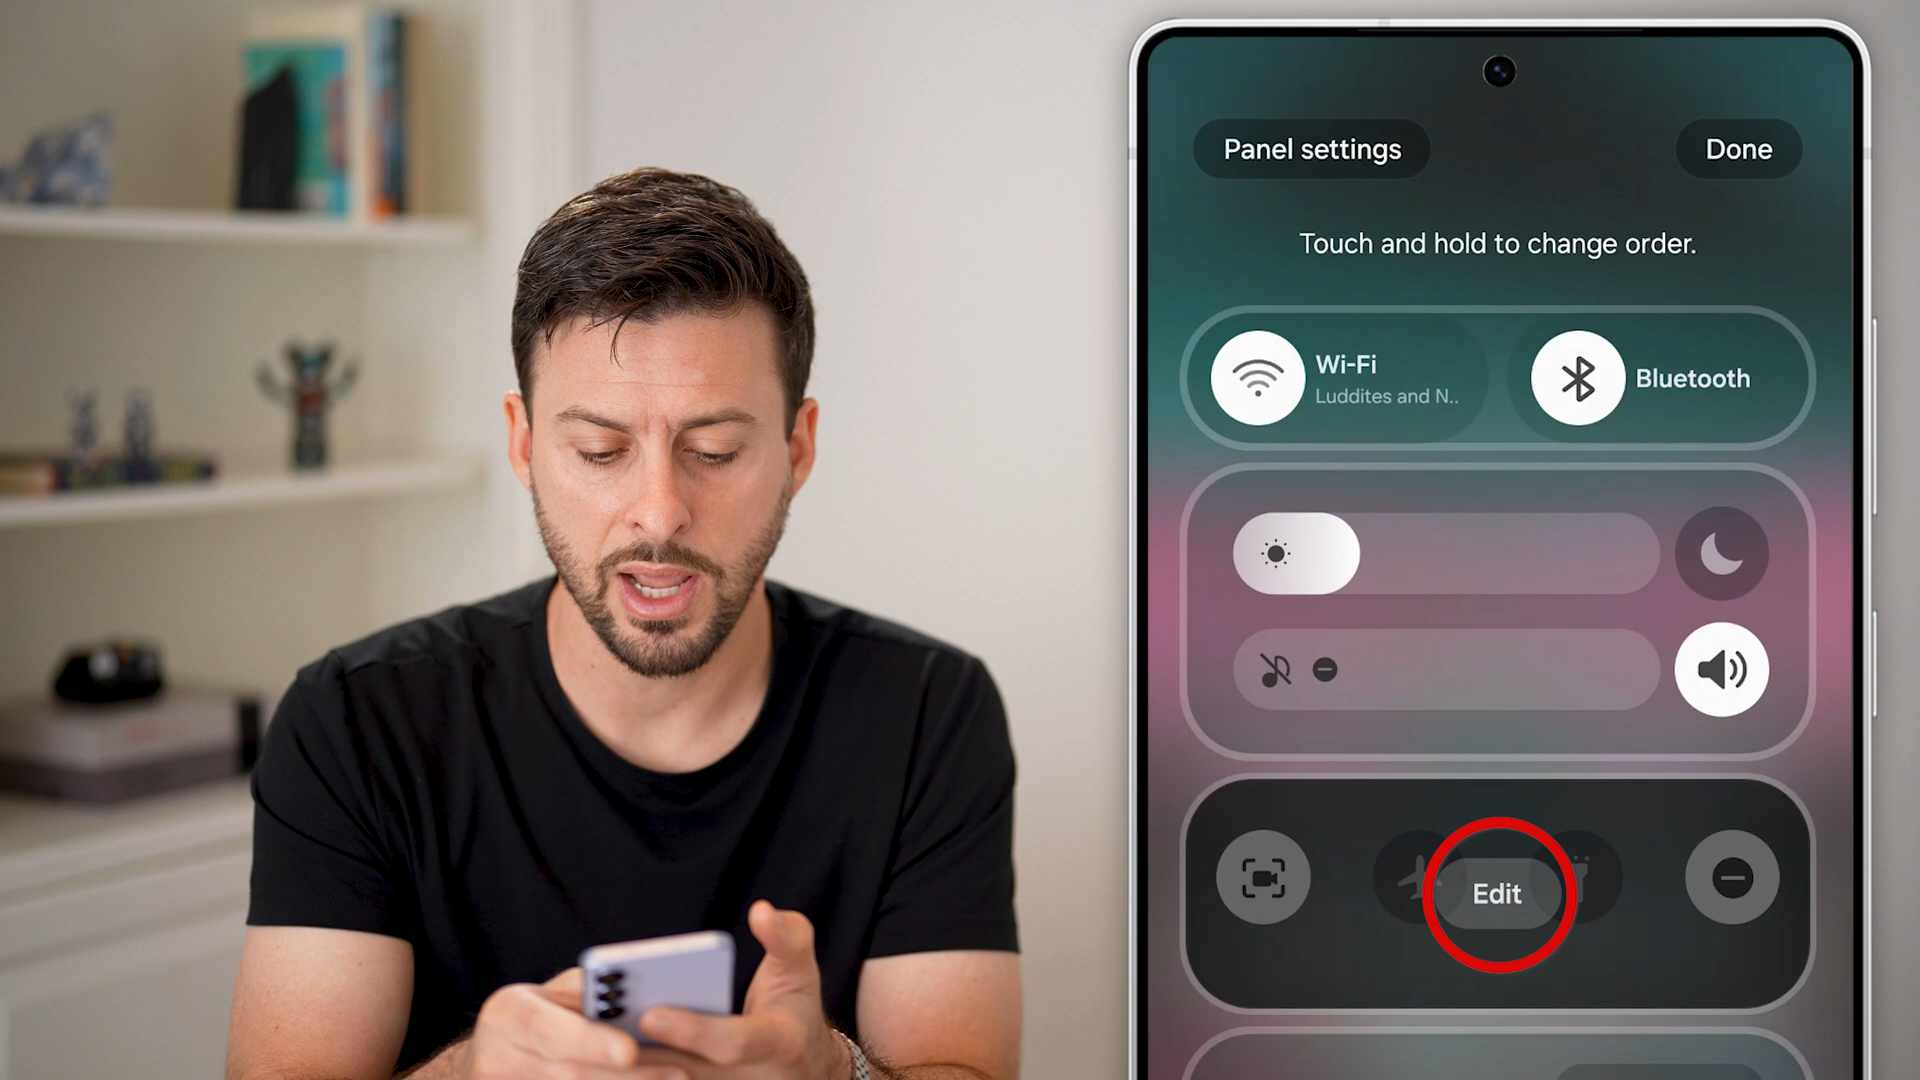 Panel settings
Done
Touch and hold to change order.
Wi-Fi
Bluetooth
Luddites and N..
Edit